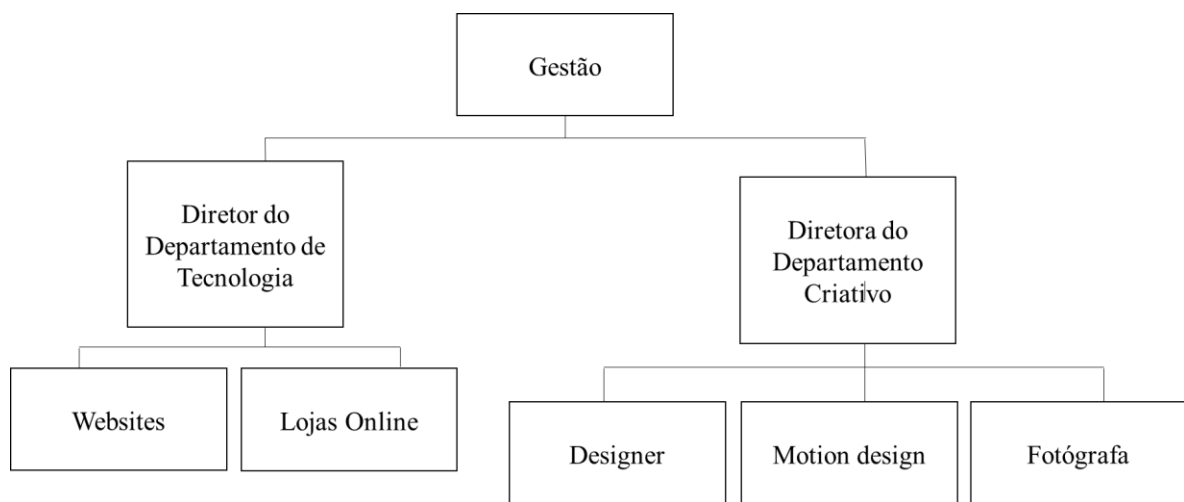 Gestão
Diretor do
Departamento de
Tecnologia
Diretora do
Departamento
Criativo
Websites
Lojas Online
Designer
Motion design
Fotógrafa